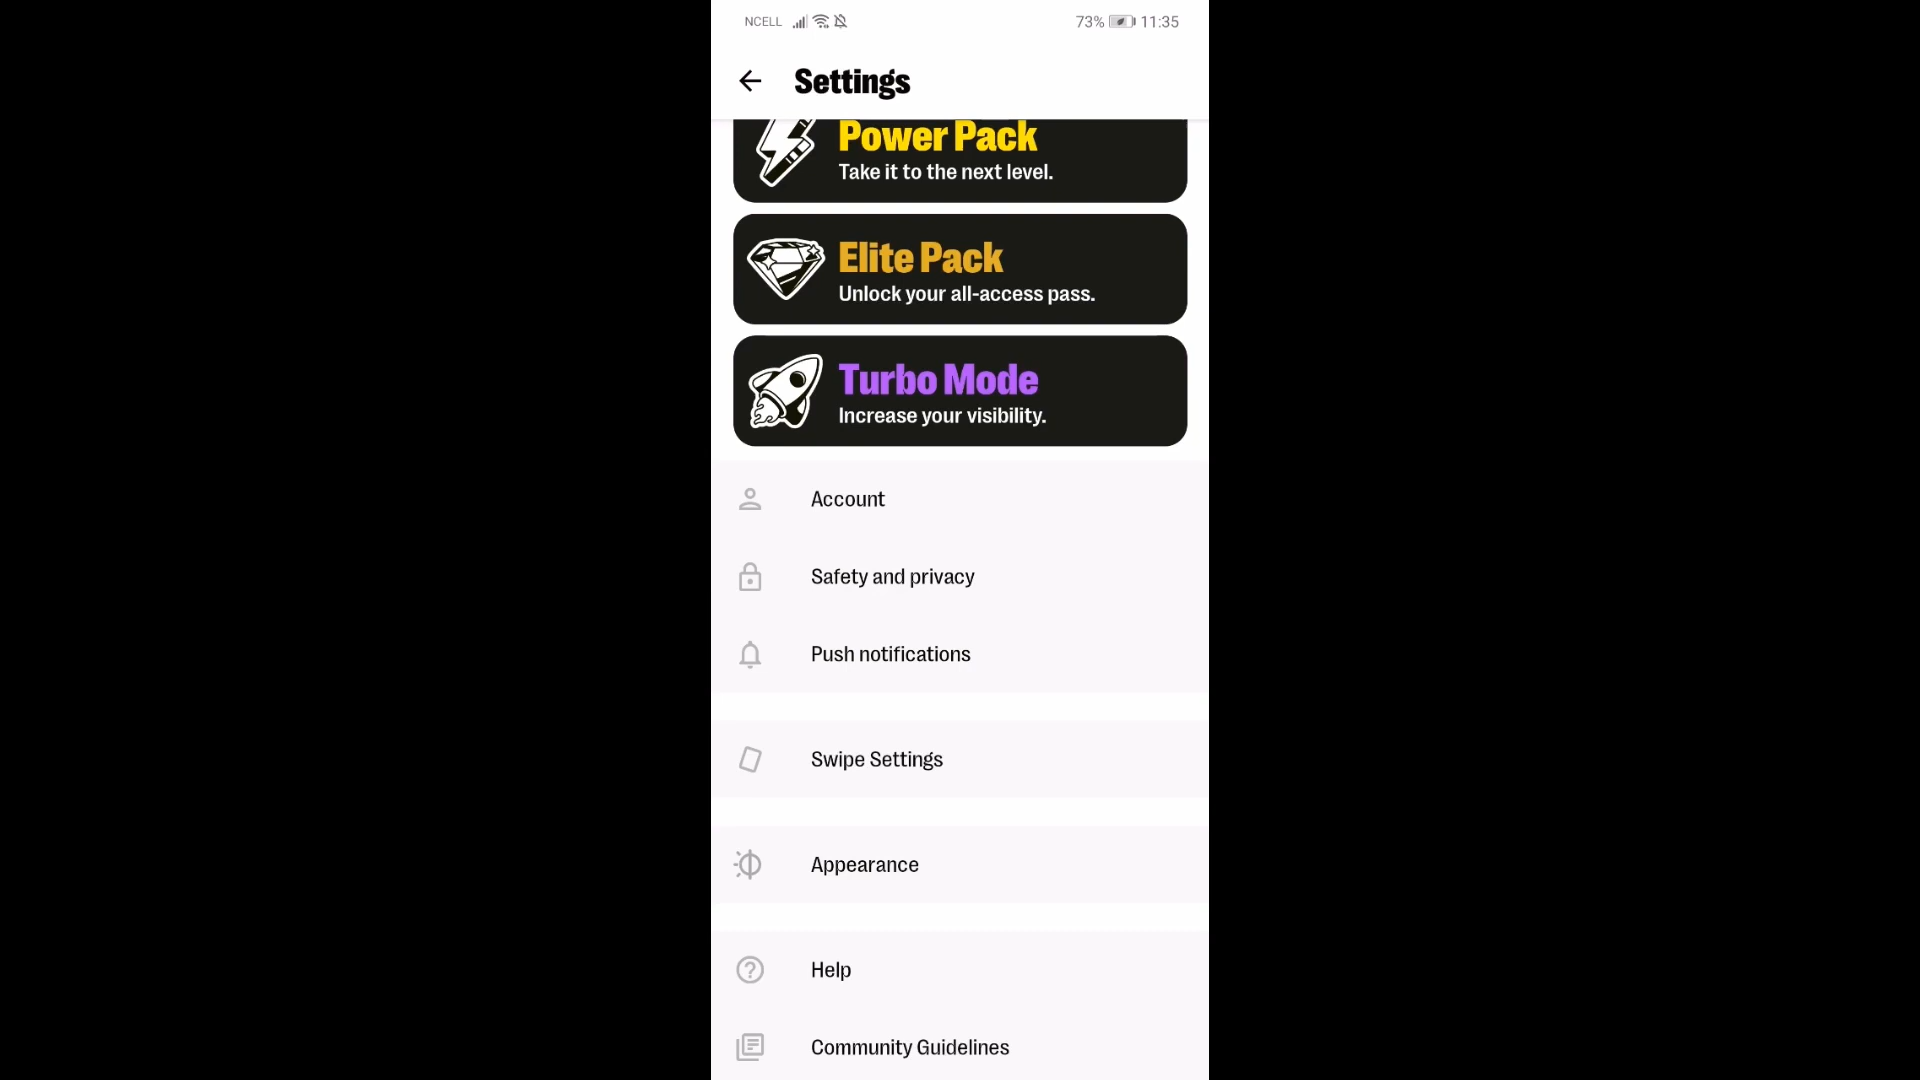 NCELL
73% 11:35
Settings
Power Pack
Take it to the next level.
Elite Pack
Unlock your all-access pass.
Turbo Mode
Increase your visibility.
Account
Safety and privacy
Push notifications
Swipe Settings
Appearance
Help
Community Guidelines